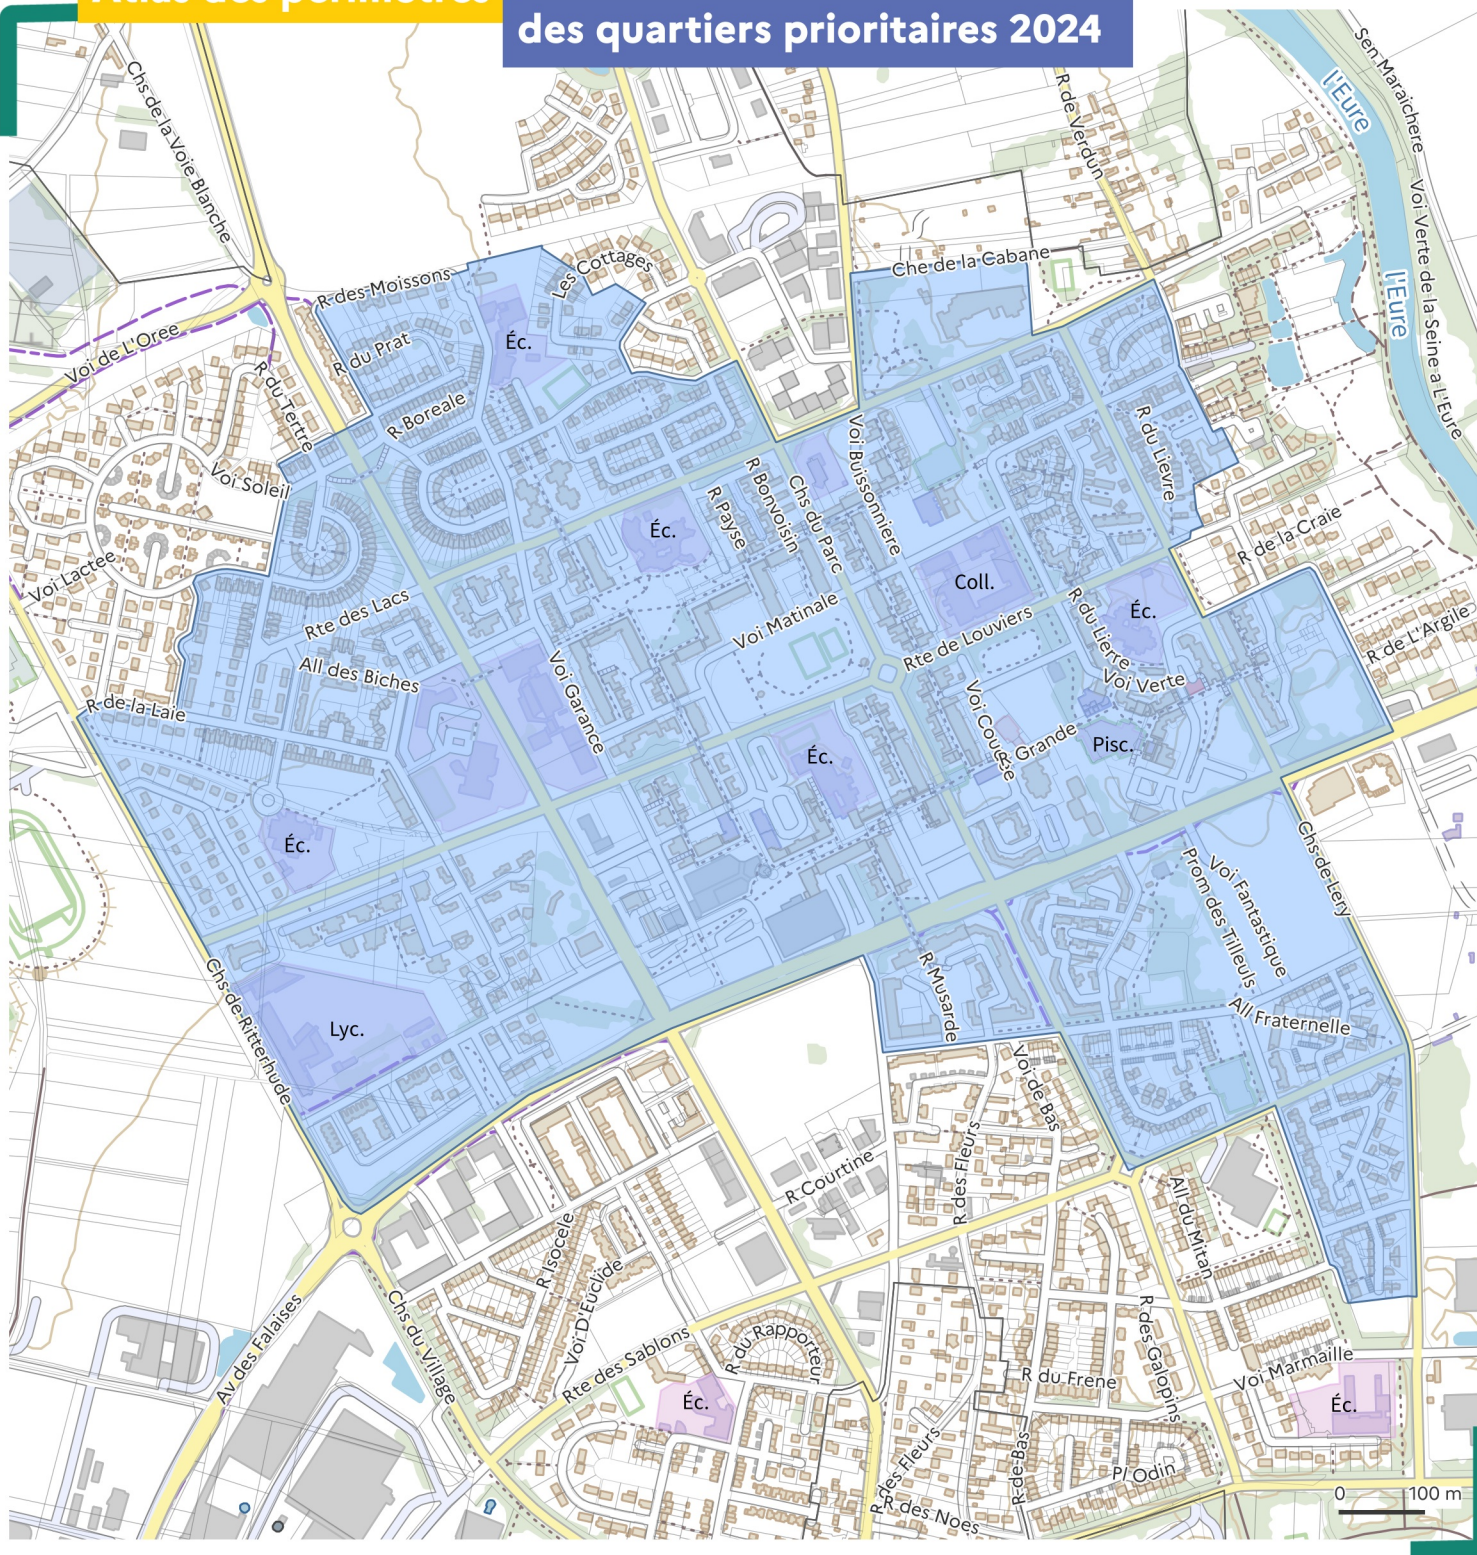 Atlas des périmètres
des quartiers prioritaires 2024
Chs de la Voie Blanche
Sen Maraichere
l'Eure
R de Verdun
Voi Verte de la Seine a L'Eure
Les Cottages
Che de la Cabane
R des Moissons
l'Eure
Voi de L'Oree
R du Prat
Éc.
R du Tertre
R Boreale
R du Lievre
Voi Buissonniere
Voi Soleil
R Bonvoisin
Chs du Parc
R Payse
Éc.
R de la Craie
Voi Lactee
Coll.
Rte des Lacs
Voi Matinale
R du Lierre
Éc.
Rte de Louviers
R de L'Argile
All des Biches
Voi Garance
Voi Verte
R de la Laie
Voi Coursee
R Grande
Éc.
Pisc.
Éc.
Chs de Lery
Voi Fantastique
Prom des Tilleuls
R Musarde
Chs de Ritterhude
Lyc.
All Fraternelle
Voi de Bas
R des Fleurs
R Courtine
All du Mitan
R Isocele
Voi D'Euclide
Chs du Village
Av des Falaises
R du Rapporteur
Rte des Sablons
R des Galopins
Voi Marmaille
R du Frene
Éc.
Éc.
R des Fleurs
R de Bas
Pl Odin
R des Noes
0 100 m